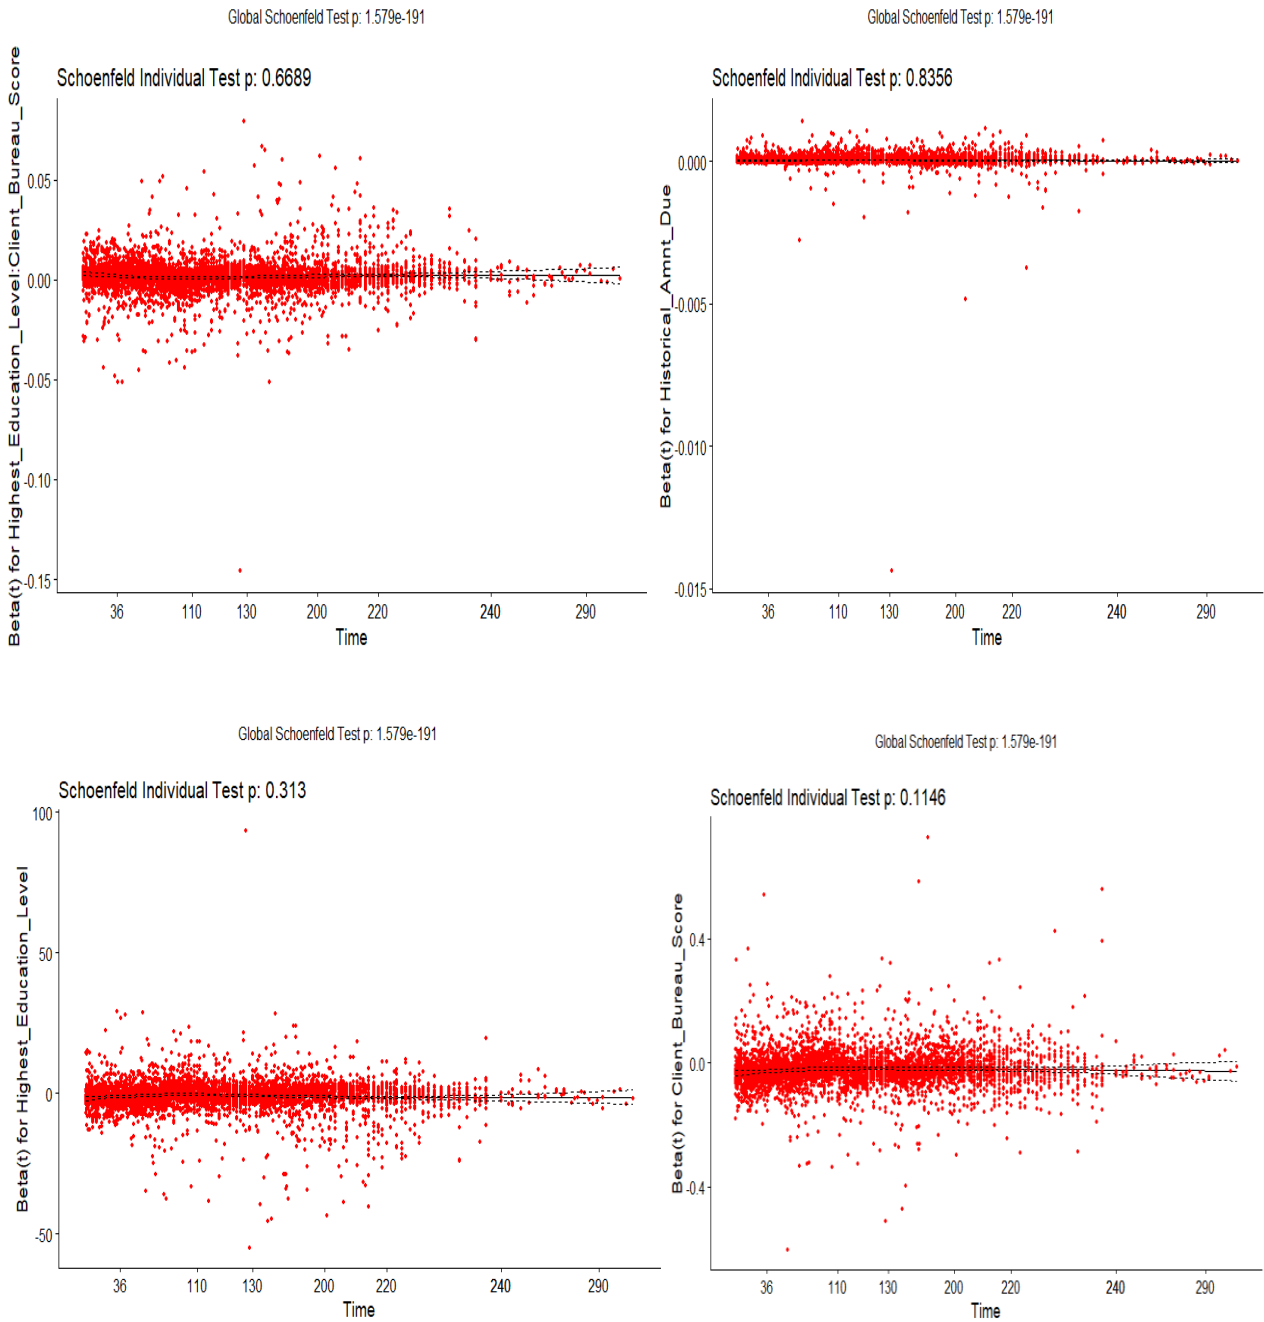 Global Schoenfeld Test p: 1.579e-191
Schoenfeld Individual Test p: 0.6689
Beta(t) for Highest_Education_Level:Client_Bureau_Score
0.05
0.00
-0.05
-0.10
-0.15
36 110 130 200 220 240 290
Time
Global Schoenfeld Test p: 1.579e-191
Schoenfeld Individual Test p: 0.8356
Beta(t) for Historical_Amnt_Due
0.000
-0.005
-0.010
-0.015
36 110 130 200 220 240 290
Time
Global Schoenfeld Test p: 1.579e-191
Schoenfeld Individual Test p: 0.313
Beta(t) for Highest_Education_Level
100
50
0
-50
36 110 130 200 220 240 290
Time
Global Schoenfeld Test p: 1.579e-191
Schoenfeld Individual Test p: 0.1146
Beta(t) for Client_Bureau_Score
0.4
0.0
-0.4
36 110 130 200 220 240 290
Time